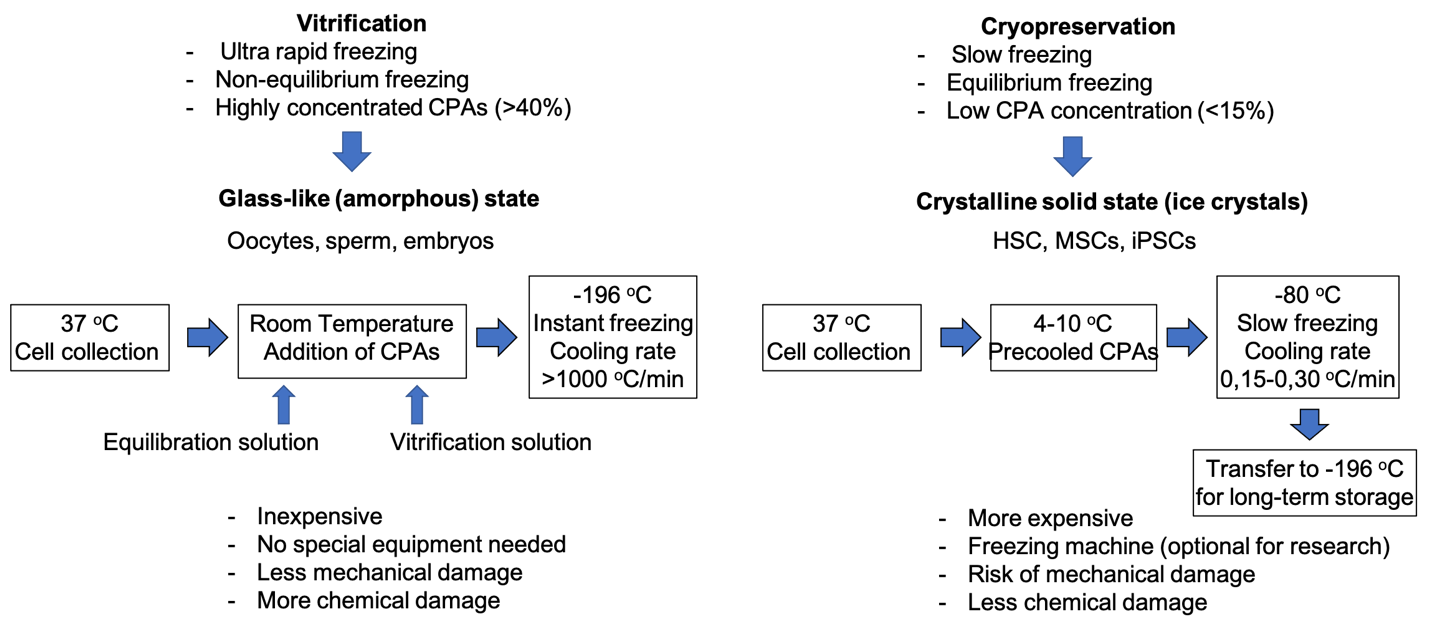 Vitrification
- Ultra rapid freezing
- Non-equilibrium freezing
- Highly concentrated CPAs (>40%)
Glass-like (amorphous) state
Oocytes, sperm, embryos
37 ºC
Cell collection
Room Temperature
Addition of CPAs
-196 ºC
Instant freezing
Cooling rate
>1000 ºC/min
Equilibration solution
Vitrification solution
- Inexpensive
- No special equipment needed
- Less mechanical damage
- More chemical damage
Cryopreservation
- Slow freezing
- Equilibrium freezing
- Low CPA concentration (<15%)
Crystalline solid state (ice crystals)
HSC, MSCs, iPSCs
37 ºC
Cell collection
4-10 ºC
Precooled CPAs
-80 ºC
Slow freezing
Cooling rate
0,15-0,30 ºC/min
Transfer to -196 ºC
for long-term storage
- More expensive
- Freezing machine (optional for research)
- Risk of mechanical damage
- Less chemical damage